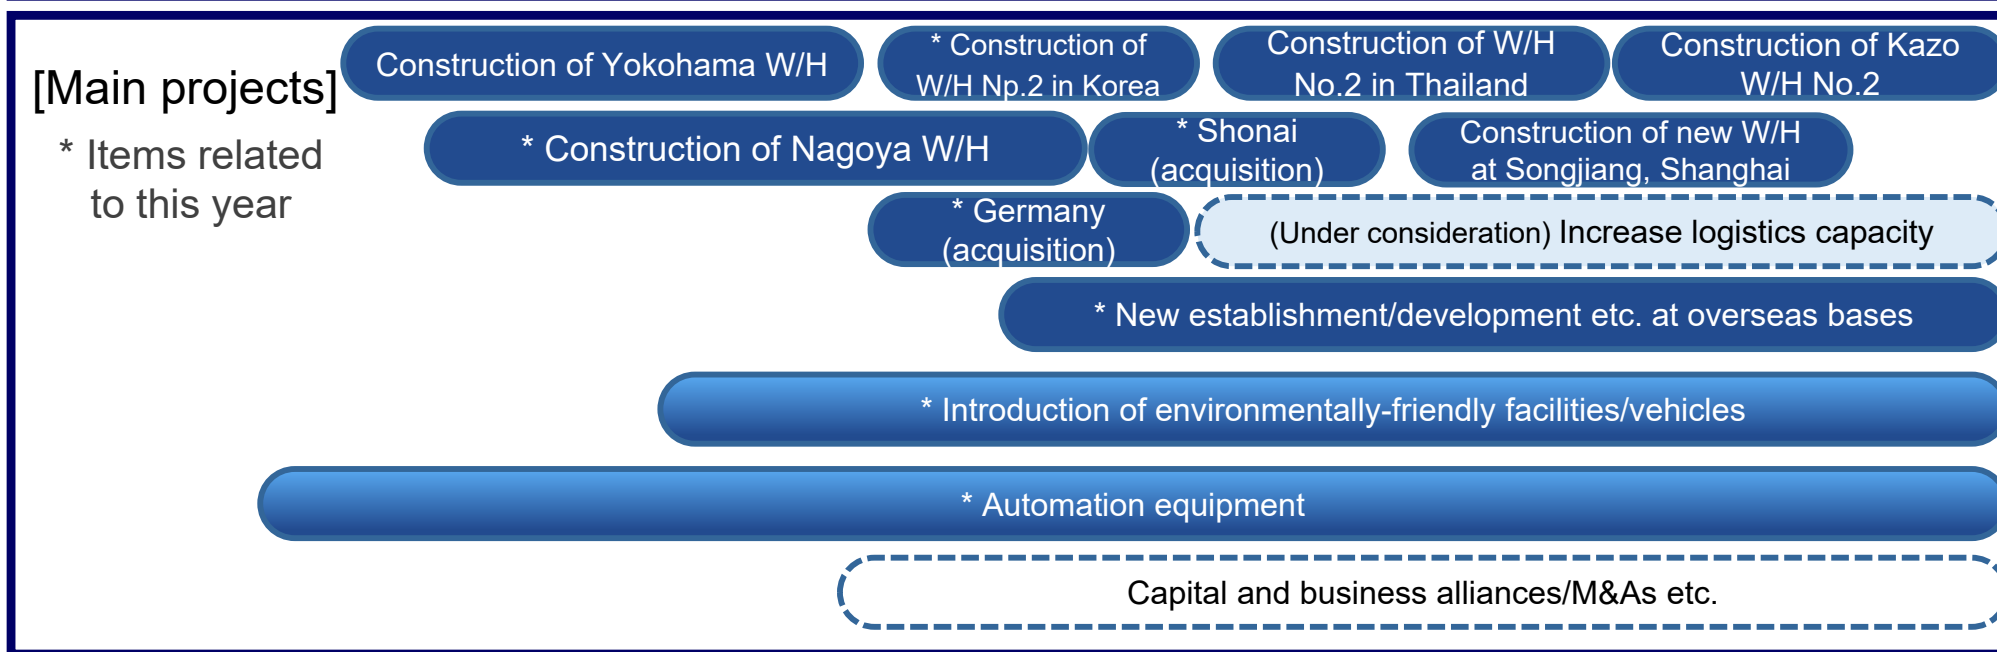 [Main projects]
* Items related
to this year
Construction of Yokohama W/H
* Construction of
W/H Np.2 in Korea
Construction of W/H
No.2 in Thailand
Construction of Kazo
W/H No.2
* Construction of Nagoya W/H
* Shonai
(acquisition)
Construction of new W/H
at Songjiang, Shanghai
* Germany
(acquisition)
(Under consideration) Increase logistics capacity
* New establishment/development etc. at overseas bases
* Introduction of environmentally-friendly facilities/vehicles
* Automation equipment
Capital and business alliances/M&As etc.